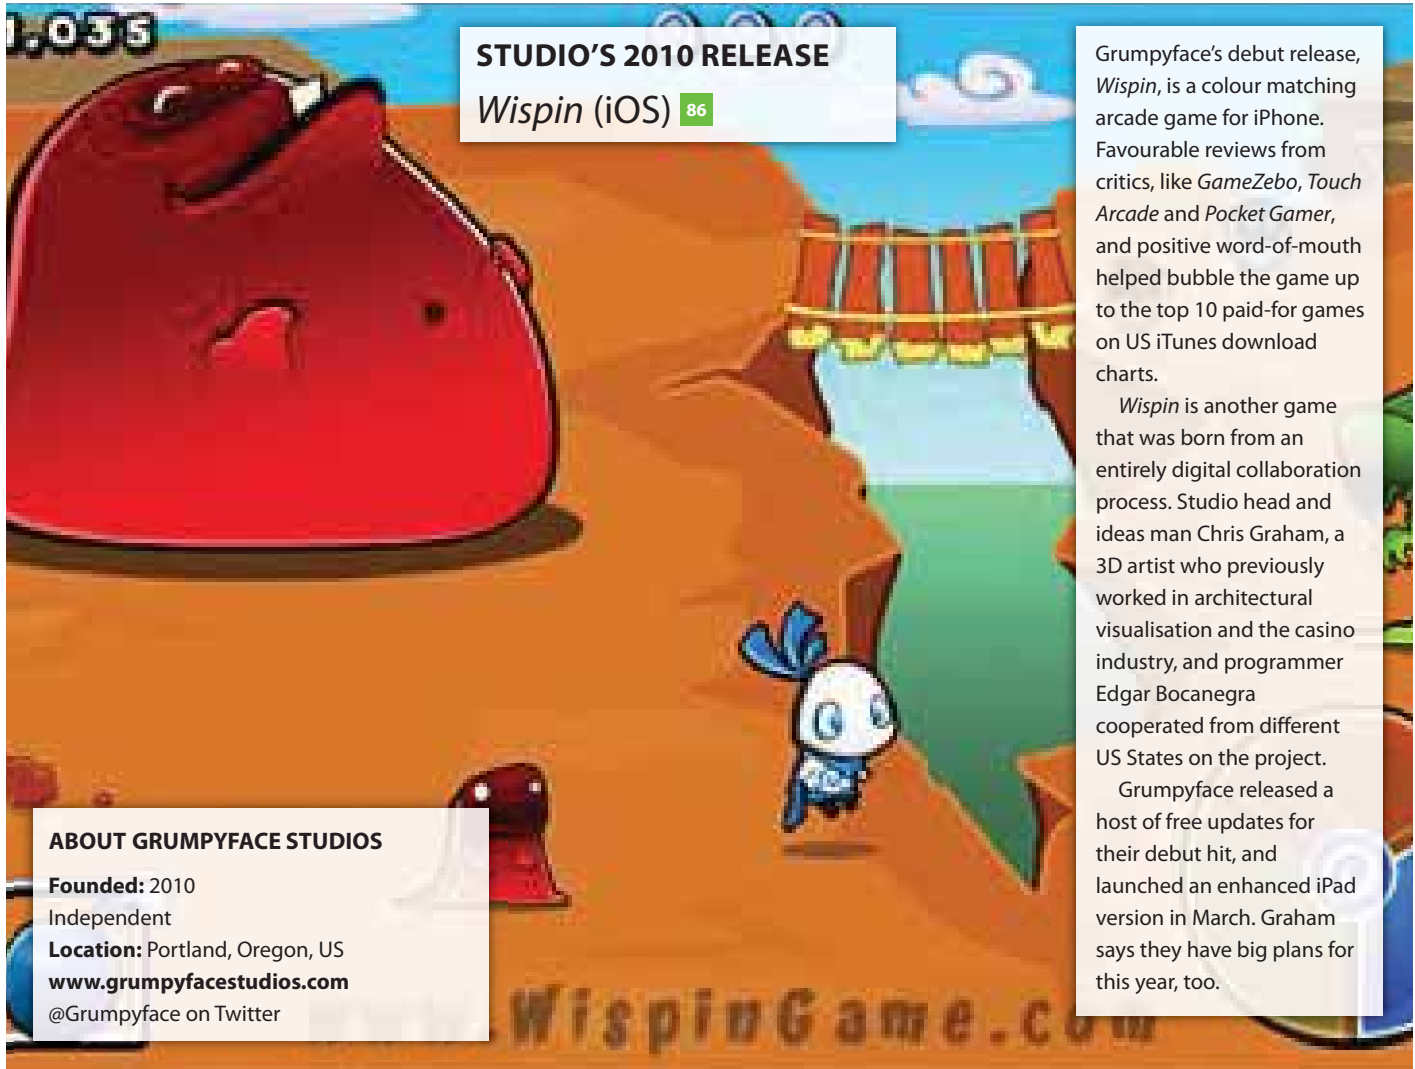 1,035
STUDIO’S 2010 RELEASE
Wispin (iOS) 86
Grumpyface’s debut release,
Wispin, is a colour matching
arcade game for iPhone.
Favourable reviews from
critics, like GameZebo, Touch
Arcade and Pocket Gamer,
and positive word-of-mouth
helped bubble the game up
to the top 10 paid-for games
on US iTunes download
charts.
Wispin is another game
that was born from an
entirely digital collaboration
process. Studio head and
ideas man Chris Graham, a
3D artist who previously
worked in architectural
visualisation and the casino
industry, and programmer
Edgar Bocanegra
cooperated from different
US States on the project.
Grumpyface released a
host of free updates for
their debut hit, and
launched an enhanced iPad
version in March. Graham
says they have big plans for
this year, too.
ABOUT GRUMPYFACE STUDIOS
Founded: 2010
Independent
Location: Portland, Oregon, US
www.grumpyfacestudios.com
@Grumpyface on Twitter
www.WispinGame.com